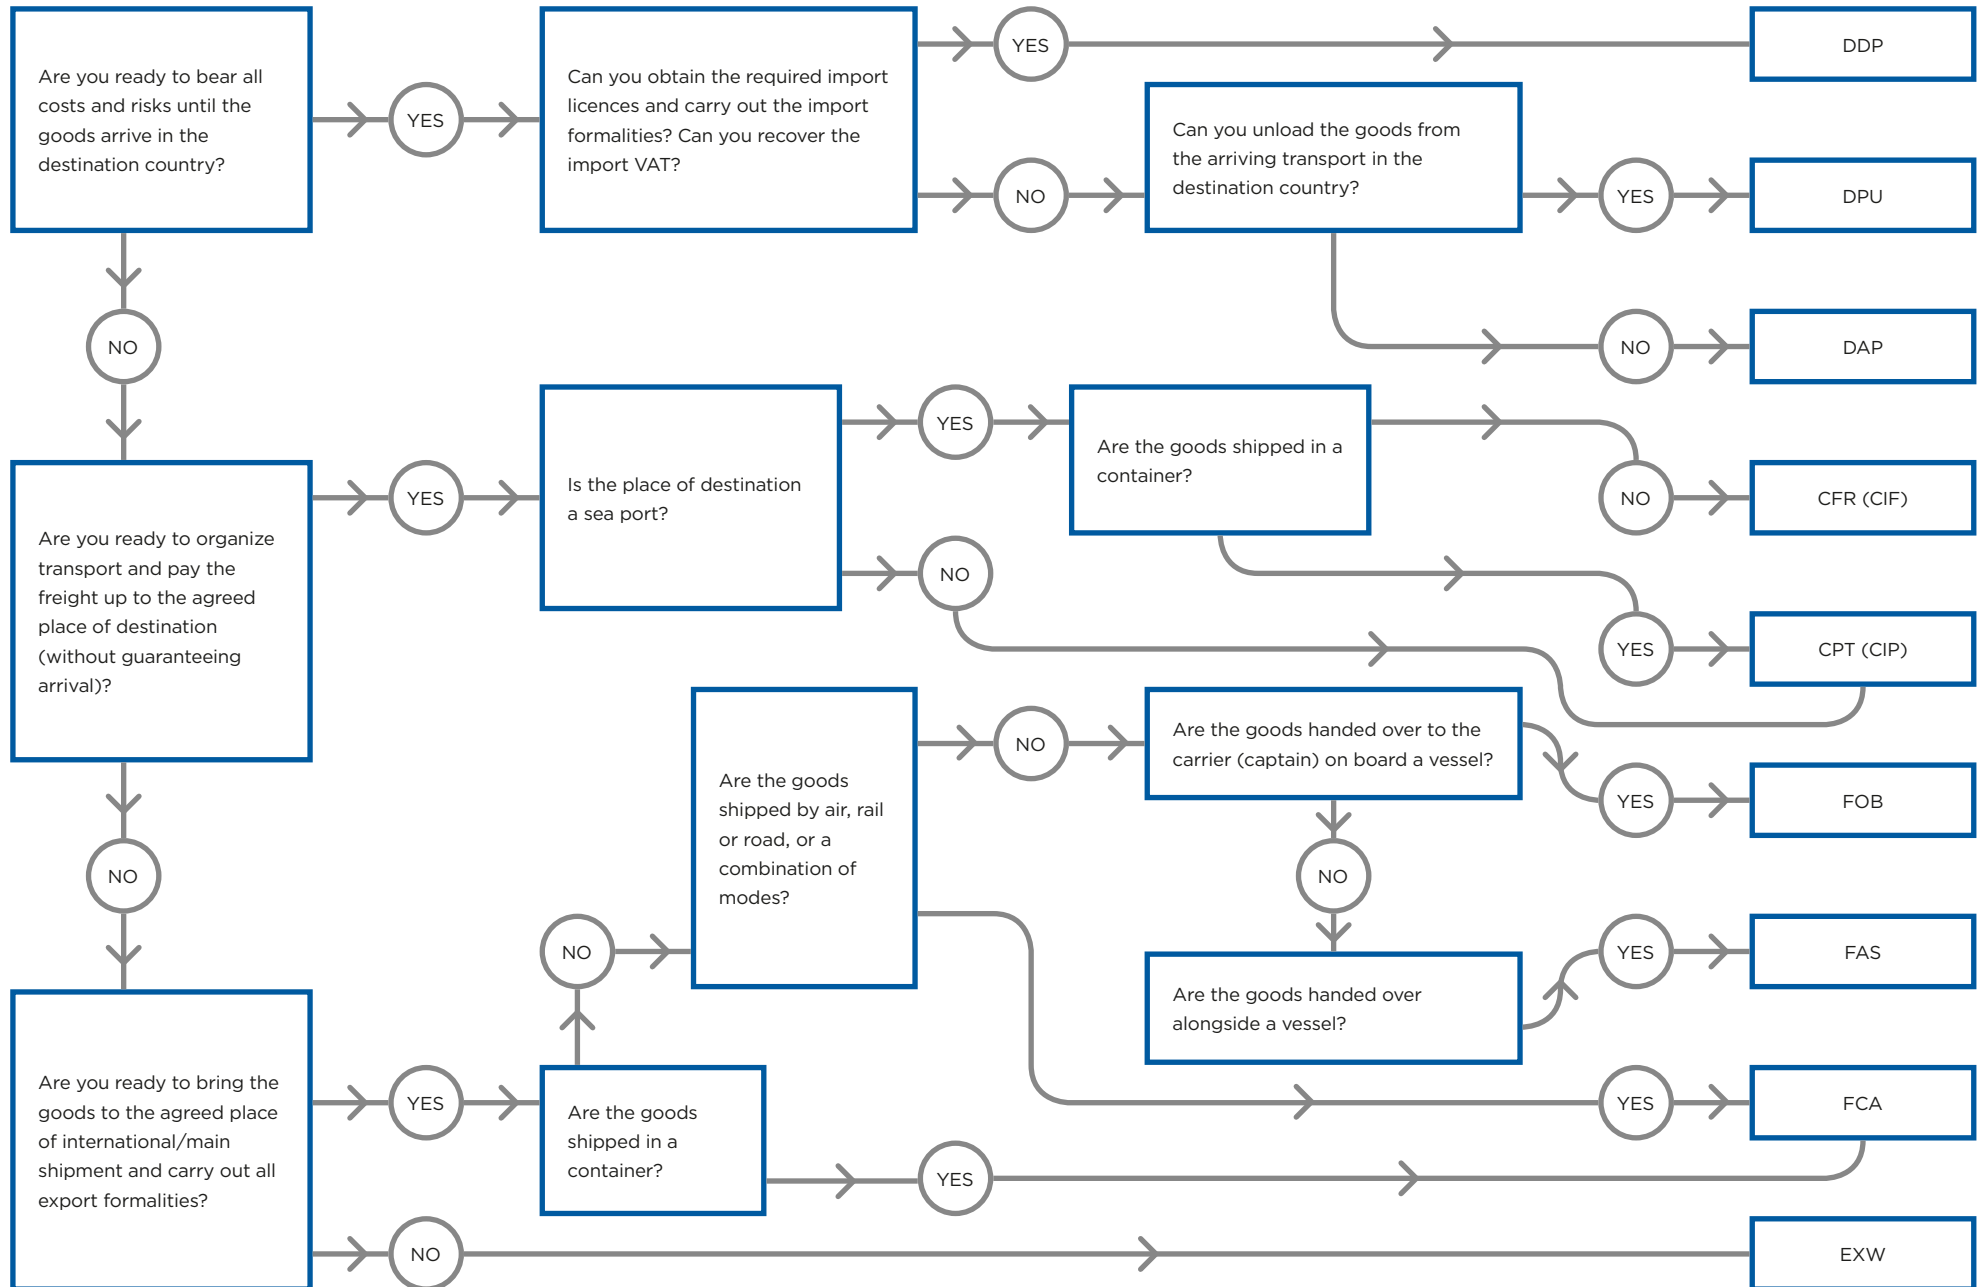 Are you ready to bear all
costs and risks until the
goods arrive in the
destination country?
YES
Can you obtain the required import
licences and carry out the import
formalities? Can you recover the
import VAT?
YES
DDP
NO
Can you unload the goods from
the arriving transport in the
destination country?
YES
DPU
NO
DAP
NO
Are you ready to organize
transport and pay the
freight up to the agreed
place of destination
(without guaranteeing
arrival)?
YES
Is the place of destination
a sea port?
YES
Are the goods shipped in a
container?
NO
CFR (CIF)
NO
YES
CPT (CIP)
NO
Are you ready to bring the
goods to the agreed place
of international/main
shipment and carry out all
export formalities?
YES
Are the goods
shipped in a
container?
NO
Are the goods
shipped by air, rail
or road, or a
combination of
modes?
NO
Are the goods handed over to the
carrier (captain) on board a vessel?
YES
FOB
NO
Are the goods handed over
alongside a vessel?
YES
FAS
YES
FCA
YES
NO
EXW